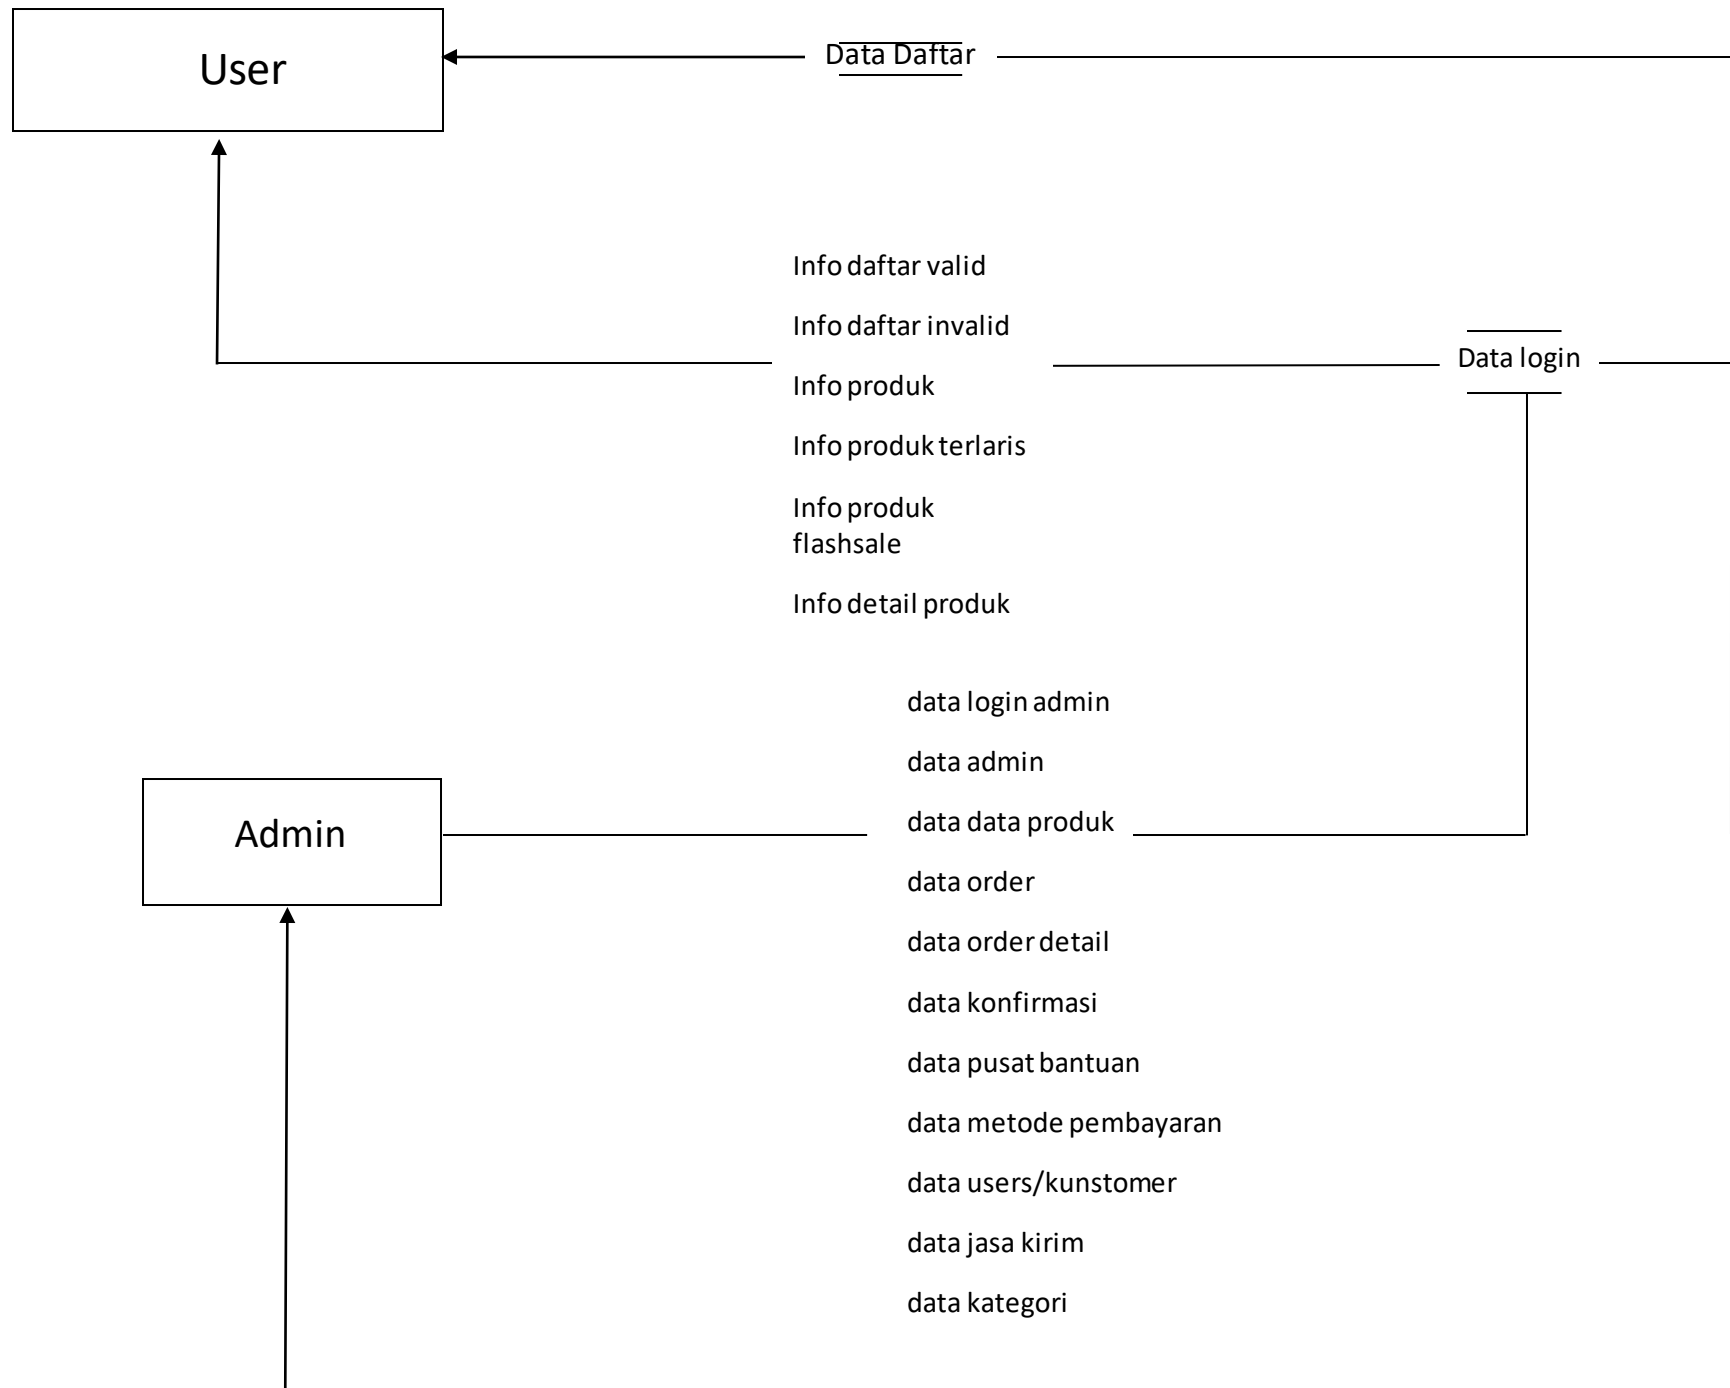 User
Data Daftar
Info daftar valid
Info daftar invalid
Info produk
Info produk terlaris
Info produk
flashsale
Info detail produk
Data login
Admin
data login admin
data admin
data data produk
data order
data order detail
data konfirmasi
data pusat bantuan
data metode pembayaran
data users/kunstomer
data jasa kirim
data kategori